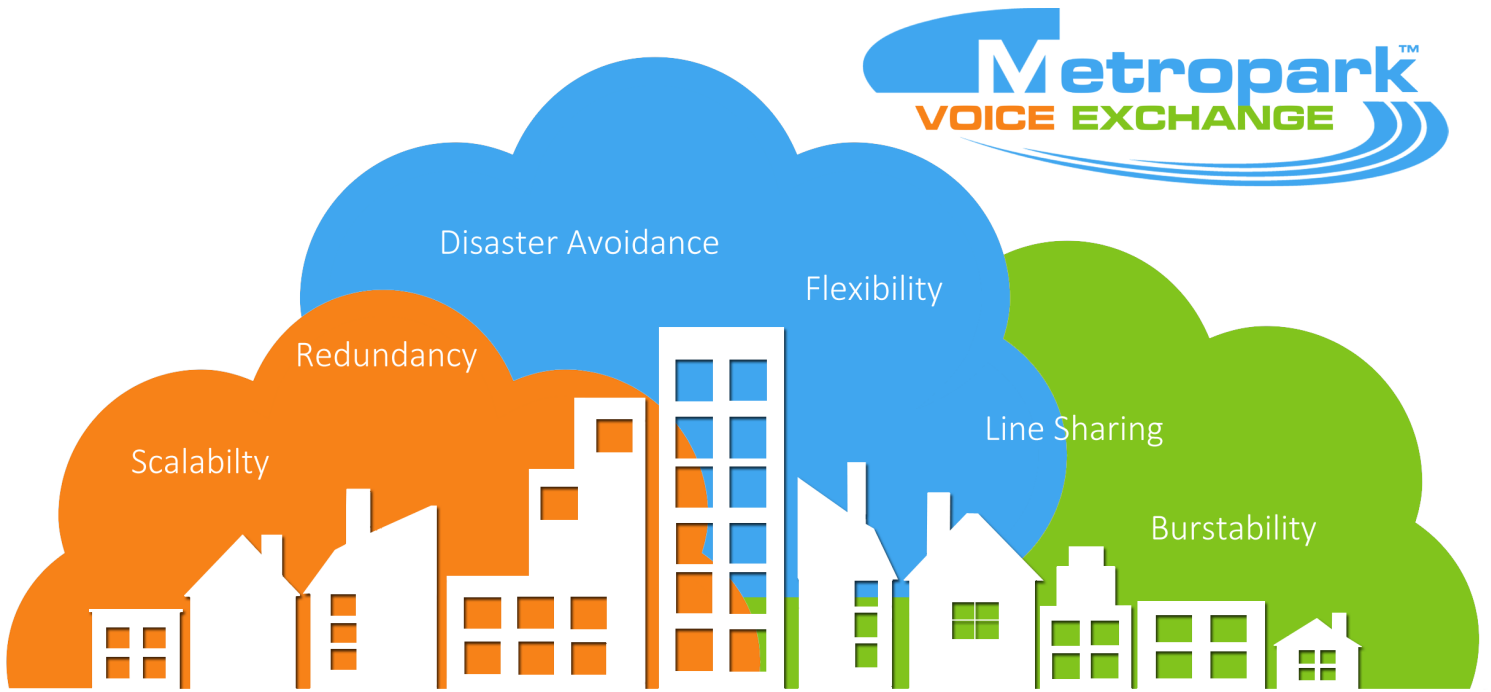 Metropark™
VOICE EXCHANGE
Disaster Avoidance
Flexibility
Redundancy
Line Sharing
Scalabilty
Burstability